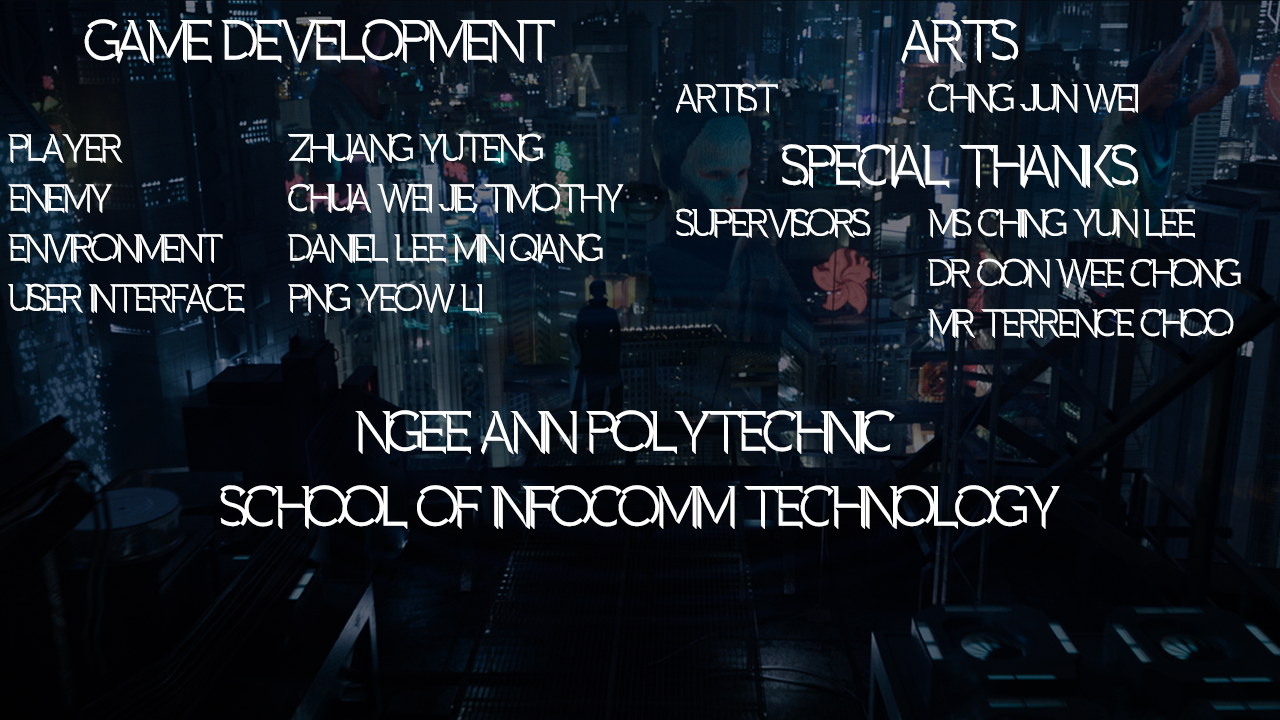 GAME DEVELOPMENT
PLAYER ZHUANG YUTENG
ENEMY CHUA WEI JIE, TIMOTHY
ENVIRONMENT DANIEL LEE MIN QIANG
USER INTERFACE PNG YEOW LI
ARTS
ARTIST CHNG JUN WEI
SPECIAL THANKS
SUPERVISORS MS CHING YUN LEE
DR OON WEE CHONG
MR TERRENCE CHOO
NGEE ANN POLYTECHNIC
SCHOOL OF INFOCOMM TECHNOLOGY